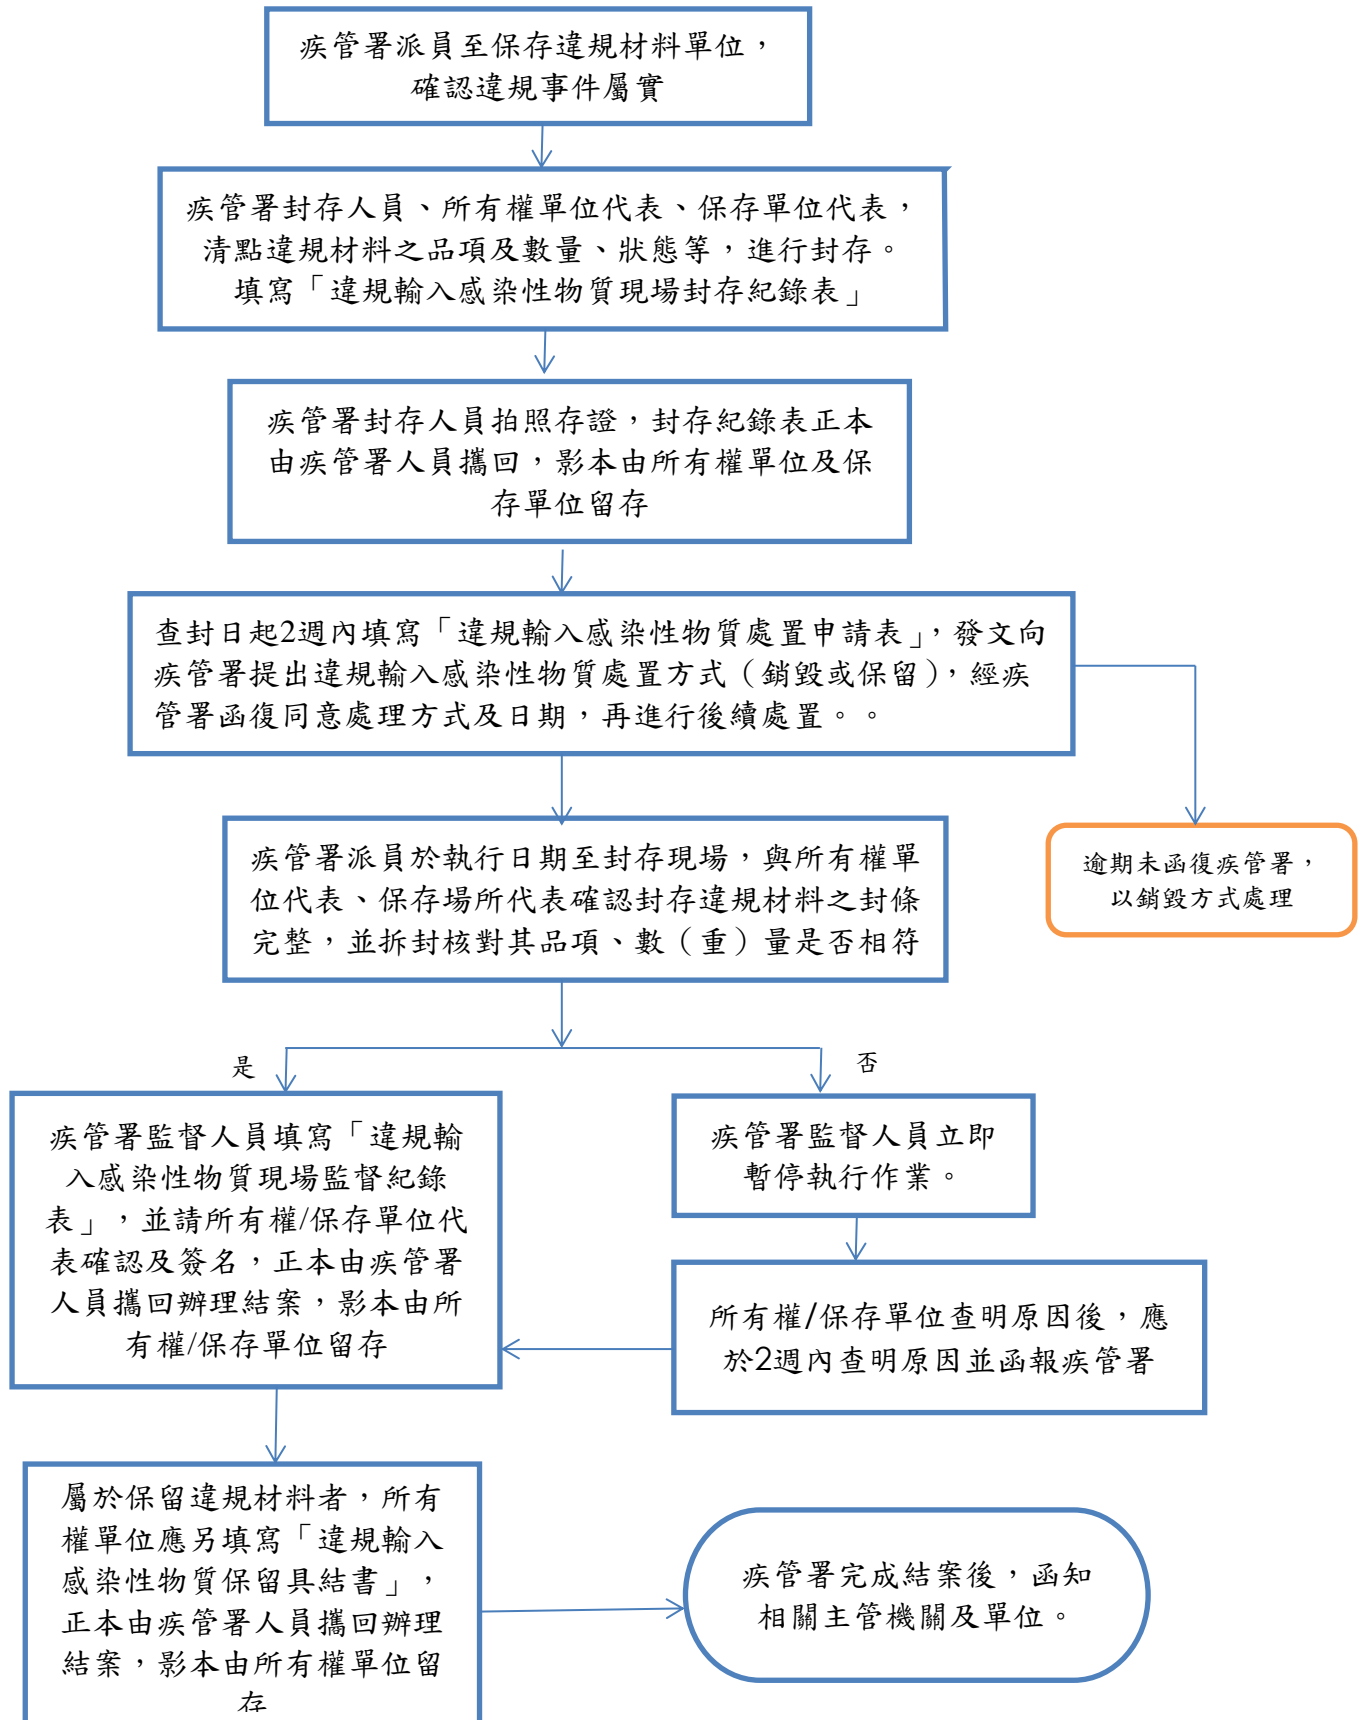 疾管署派員至保存違規材料單位，
確認違規事件屬實
疾管署封存人員、所有權單位代表、保存單位代表，
清點違規材料之品項及數量、狀態等，進行封存。
填寫「違規輸入感染性物質現場封存紀錄表」
疾管署封存人員拍照存證，封存紀錄表正本
由疾管署人員攜回，影本由所有權單位及保
存單位留存
查封日起2週內填寫「違規輸入感染性物質處置申請表」，發文向
疾管署提出違規輸入感染性物質處置方式（銷毀或保留），經疾
管署函復同意處理方式及日期，再進行後續處置。。
逾期未函復疾管署，
以銷毀方式處理
疾管署派員於執行日期至封存現場，與所有權單
位代表、保存場所代表確認封存違規材料之封條
完整，並拆封核對其品項、數（重）量是否相符
是
否
疾管署監督人員填寫「違規輸
入感染性物質現場監督紀錄
表」，並請所有權/保存單位代
表確認及簽名，正本由疾管署
人員攜回辦理結案，影本由所
有權/保存單位留存
疾管署監督人員立即
暫停執行作業。
所有權/保存單位查明原因後，應
於2週內查明原因並函報疾管署
屬於保留違規材料者，所有
權單位應另填寫「違規輸入
感染性物質保留具結書」，
正本由疾管署人員攜回辦理
結案，影本由所有權單位留
存
疾管署完成結案後，函知
相關主管機關及單位。